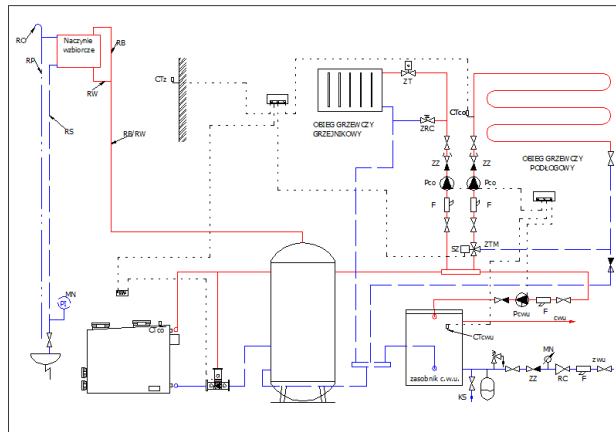 RO
RP
Naczynie
wzbiorcze
RB
RW
RS
RB/RW
CTz
ZT
CTco
ZRC
OBIEG GRZEWCZY
GRZEJNIKOWY
ZZ
ZZ
OBIEG GRZEWCZY
PODŁOGOWY
Pco
Pco
F
F
SZ
ZTM
MN
PI
CTco
Pcwu
F
cwu
CTcwu
MN
zwu
zasobnik c.w.u.
KS
ZZ
RC
F